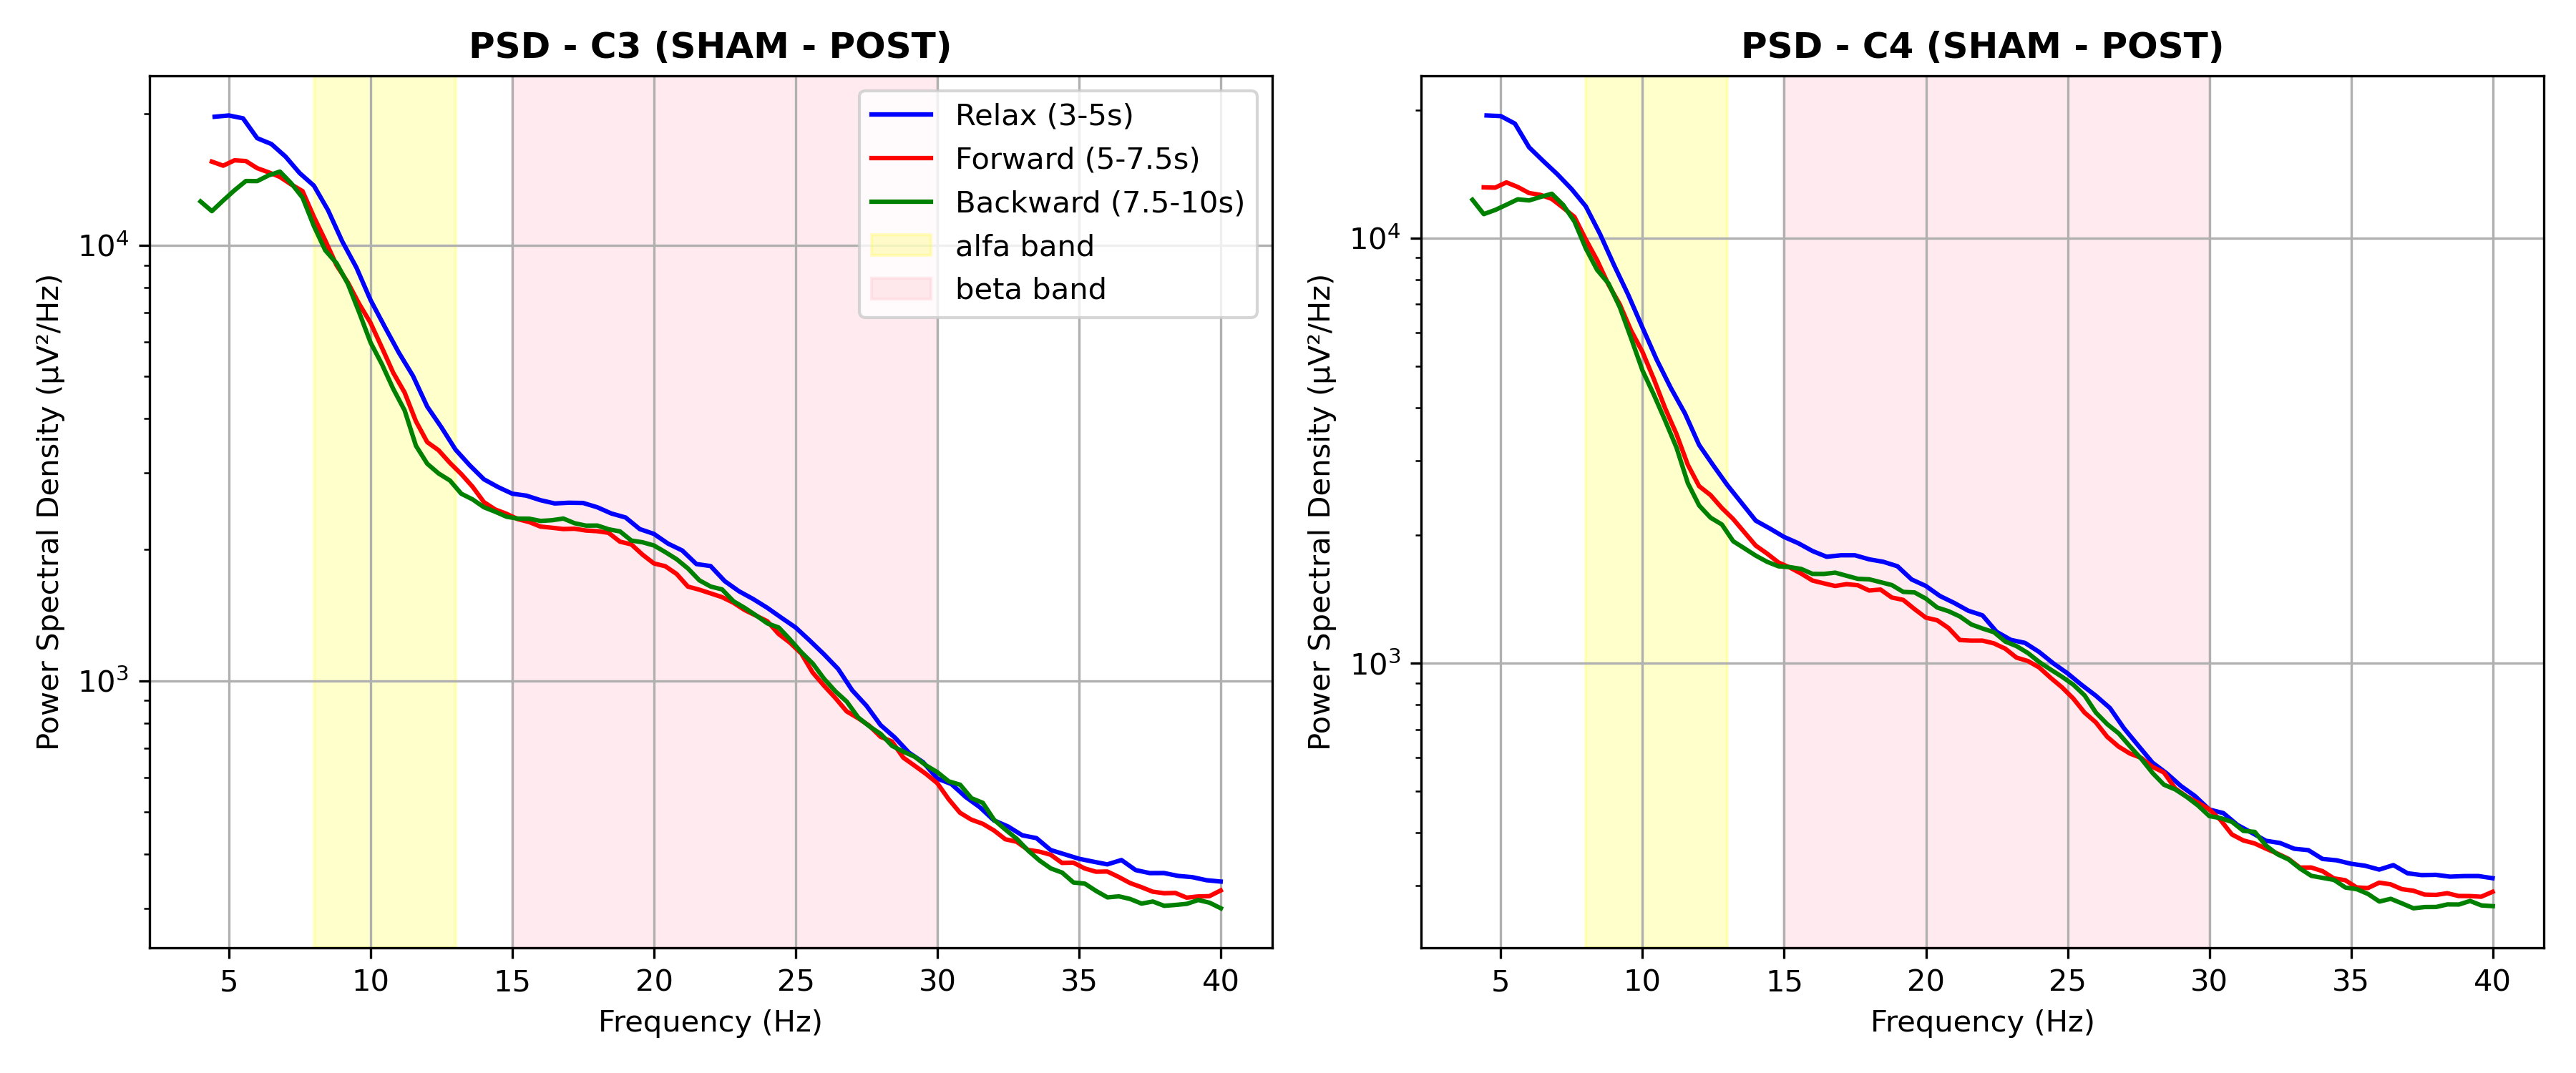 PSD - C3 (SHAM - POST)
Power Spectral Density (µV²/Hz)
10⁴
10³
Relax (3-5s)
Forward (5-7.5s)
Backward (7.5-10s)
alfa band
beta band
5 10 15 20 25 30 35 40
Frequency (Hz)
PSD - C4 (SHAM - POST)
Power Spectral Density (µV²/Hz)
10⁴
10³
5 10 15 20 25 30 35 40
Frequency (Hz)